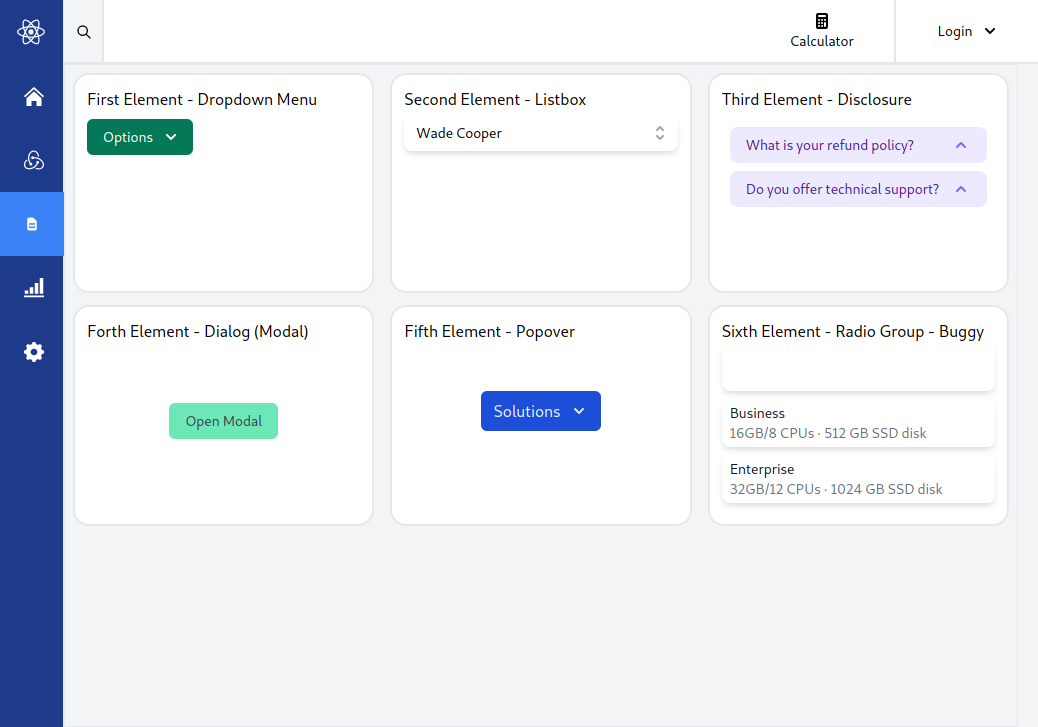 Calculator
Login
First Element - Dropdown Menu
Options
Second Element - Listbox
Wade Cooper
Third Element - Disclosure
What is your refund policy?
Do you offer technical support?
Forth Element - Dialog (Modal)
Open Modal
Fifth Element - Popover
Solutions
Sixth Element - Radio Group - Buggy
Business
16GB/8 CPUs · 512 GB SSD disk
Enterprise
32GB/12 CPUs · 1024 GB SSD disk